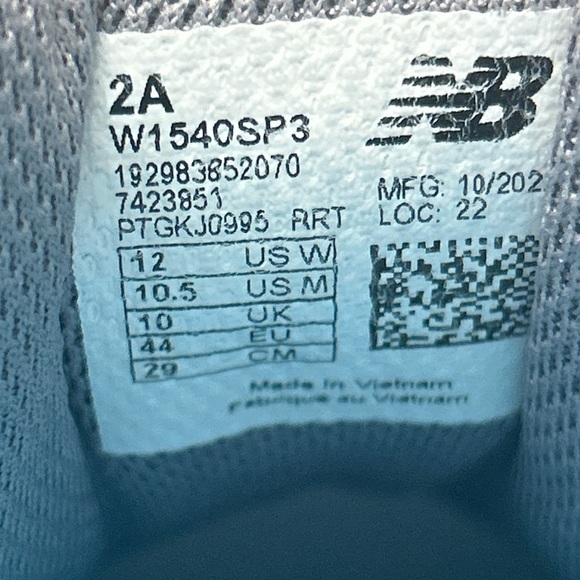 2A
W1540SP3
192983852070
7423851
PTGKJ0995 RRT
NB
MFG: 10/202
LOC: 22
12 US W
10.5 US M
10 UK
44 EU
29 CM
Made in Vietnam
Fabriqué au Vietnam